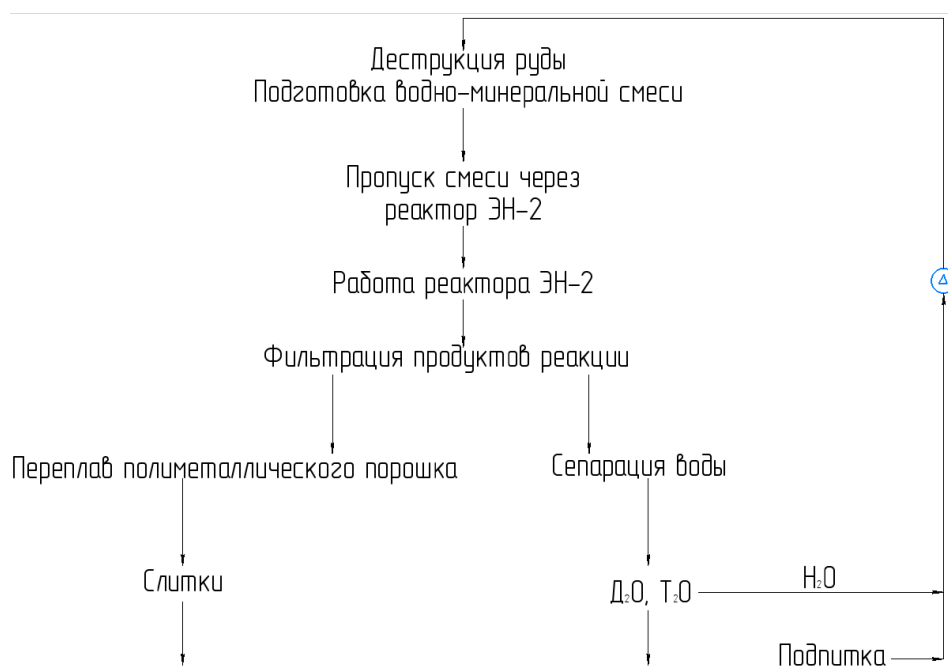 Деструкция руды
Подготовка водно-минеральной смеси
Пропуск смеси через
реактор ЭН-2
Работа реактора ЭН-2
Фильтрация продуктов реакции
Переплав полиметаллического порошка
Сепарация воды
Слитки
Д₂О, Т₂О
Н₂О
Подпитка